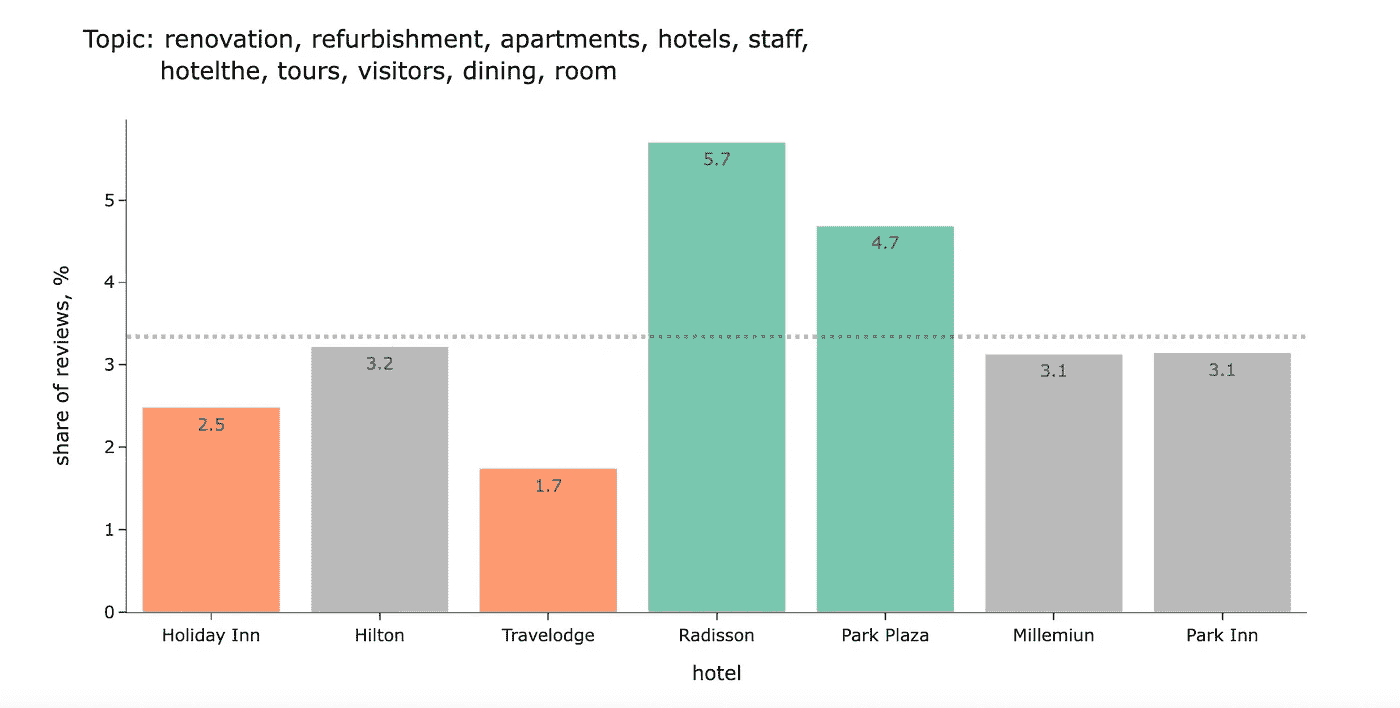 Topic: renovation, refurbishment, apartments, hotels, staff,
hotelthe, tours, visitors, dining, room
share of reviews, %
5
4
3
2
1
0
2.5
3.2
1.7
5.7
4.7
3.1
3.1
Holiday Inn
Hilton
Travelodge
Radisson
Park Plaza
Millemiun
Park Inn
hotel